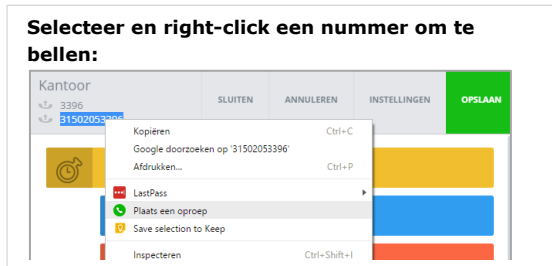 Selecteer en right-click een nummer om te
bellen:
Kantoor
3396
31502053396
SLUITEN ANNULEREN INSTELLINGEN OPSLAAN
Kopiëren Ctrl+C
Google doorzoeken op '31502053396'
Afdrukken... Ctrl+P
LastPass
Plaats een oproep
Save selection to Keep
Inspecteren Ctrl+Shift+I